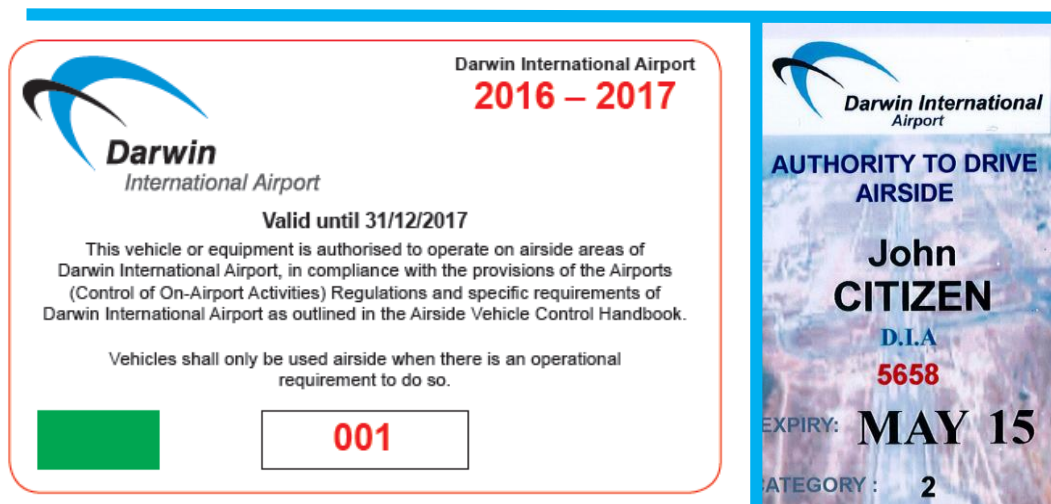 Darwin International Airport
2016 – 2017
Darwin
International Airport
Valid until 31/12/2017
This vehicle or equipment is authorised to operate on airside areas of
Darwin International Airport, in compliance with the provisions of the Airports
(Control of On-Airport Activities) Regulations and specific requirements of
Darwin International Airport as outlined in the Airside Vehicle Control Handbook.
Vehicles shall only be used airside when there is an operational
requirement to do so.
001
Darwin International
Airport
AUTHORITY TO DRIVE
AIRSIDE
John
CITIZEN
D.I.A
5658
EXPIRY: MAY 15
CATEGORY : 2